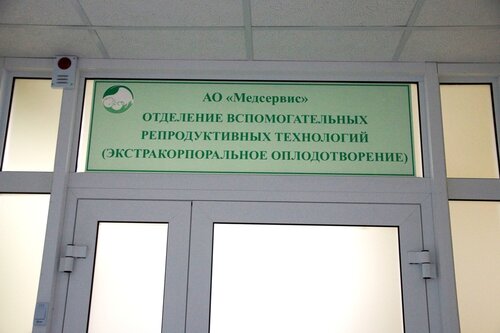 АО «Медсервис»
ОТДЕЛЕНИЕ ВСПОМОГАТЕЛЬНЫХ
РЕПРОДУКТИВНЫХ ТЕХНОЛОГИЙ
(ЭКСТРАКОРПОРАЛЬНОЕ ОПЛОДОТВОРЕНИЕ)